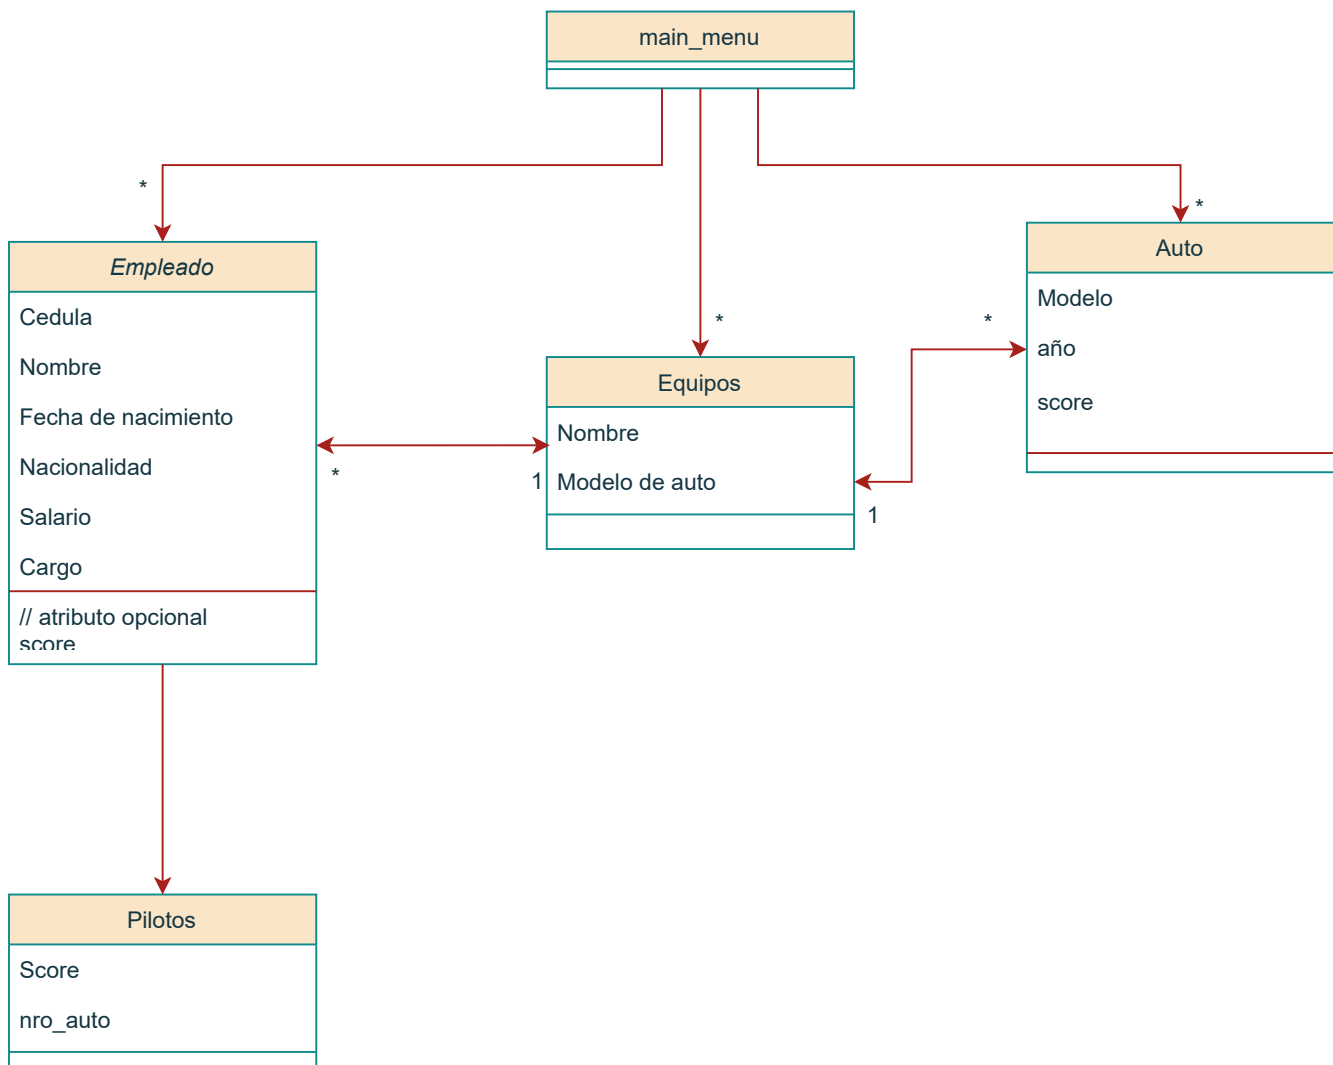 main_menu
*
*
Empleado
Cedula
Nombre
Fecha de nacimiento
Nacionalidad
Salario
Cargo
// atributo opcional
score
*
Equipos
Nombre
Modelo de auto
*
1
*
1
Auto
Modelo
año
score
Pilotos
Score
nro_auto